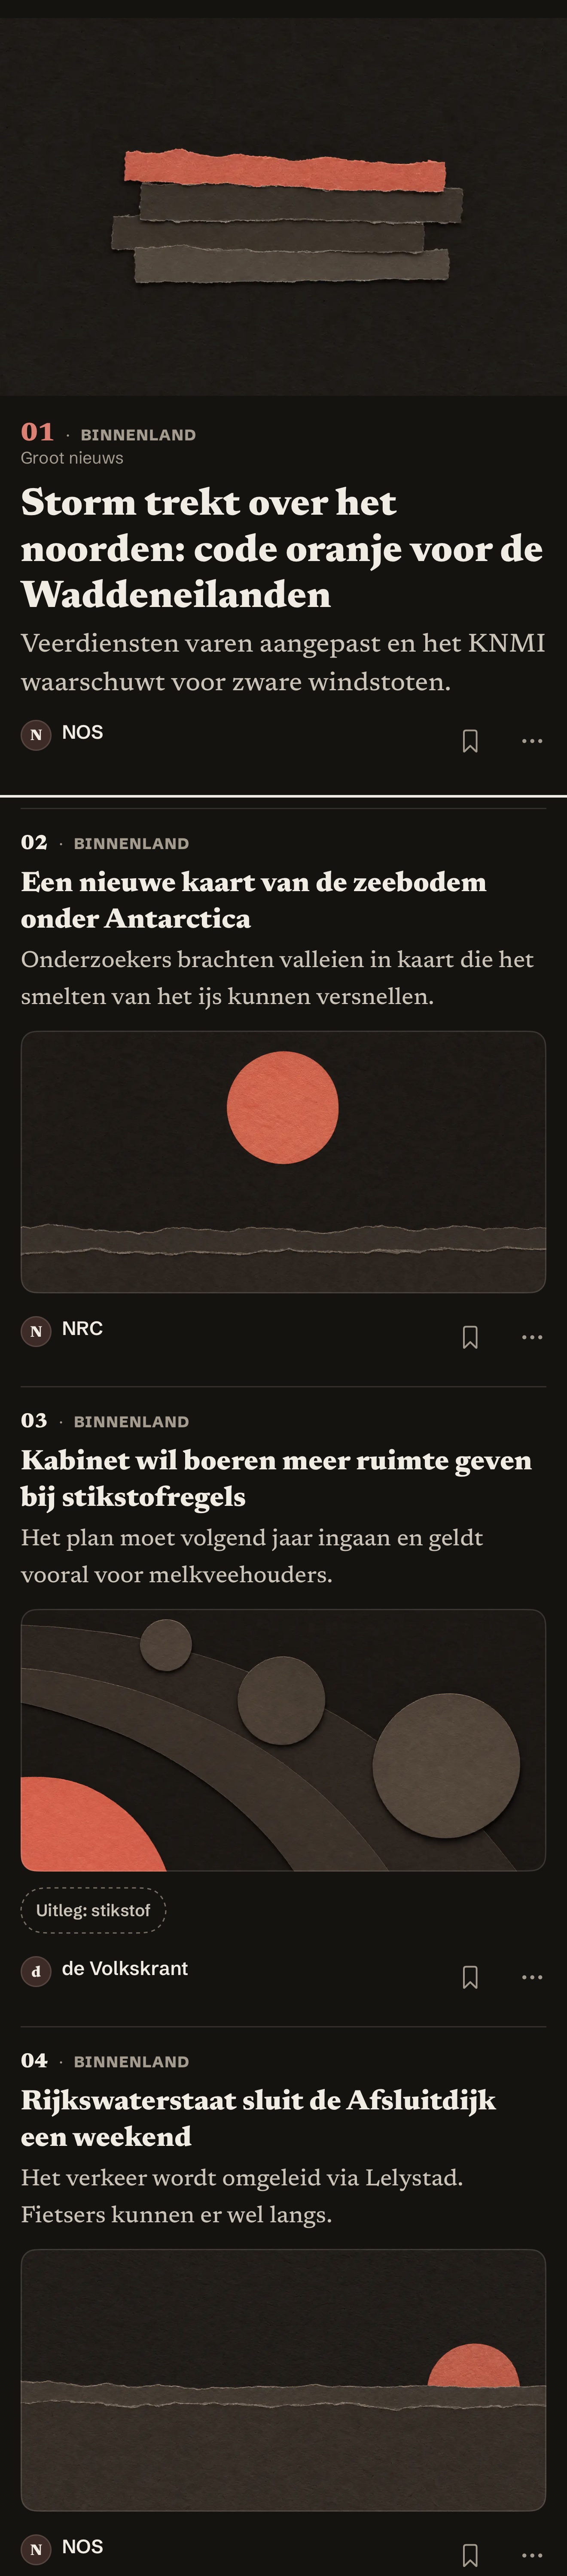 01 · BINNENLAND
Groot nieuws
Storm trekt over het
noorden: code oranje voor de
Waddeneilanden
Veerdiensten varen aangepast en het KNMI
waarschuwt voor zware windstoten.
N NOS
02 · BINNENLAND
Een nieuwe kaart van de zeebodem
onder Antarctica
Onderzoekers brachten valleien in kaart die het
smelten van het ijs kunnen versnellen.
N NRC
03 · BINNENLAND
Kabinet wil boeren meer ruimte geven
bij stikstofregels
Het plan moet volgend jaar ingaan en geldt
vooral voor melkveehouders.
Uitleg: stikstof
d de Volkskrant
04 · BINNENLAND
Rijkswaterstaat sluit de Afsluitdijk
een weekend
Het verkeer wordt omgeleid via Lelystad.
Fietsers kunnen er wel langs.
N NOS